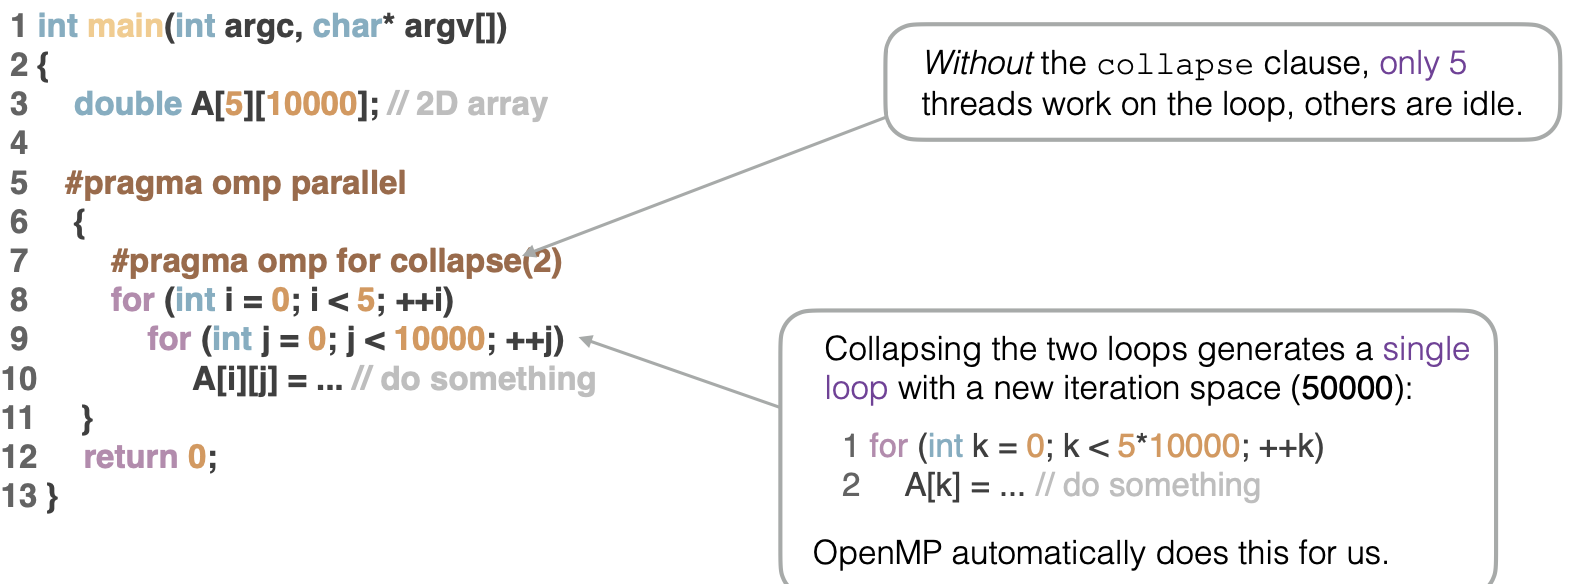 1 int main(int argc, char* argv[])
2 {
3 double A[5][10000]; // 2D array
4
5 #pragma omp parallel
6 {
7 #pragma omp for collapse(2)
8 for (int i = 0; i < 5; ++i)
9 for (int j = 0; j < 10000; ++j)
10 A[i][j] = ... // do something
11 }
12 return 0;
13 }
Without the collapse clause, only 5
threads work on the loop, others are idle.
Collapsing the two loops generates a single
loop with a new iteration space (50000):
1 for (int k = 0; k < 5*10000; ++k)
2 A[k] = ... // do something
OpenMP automatically does this for us.